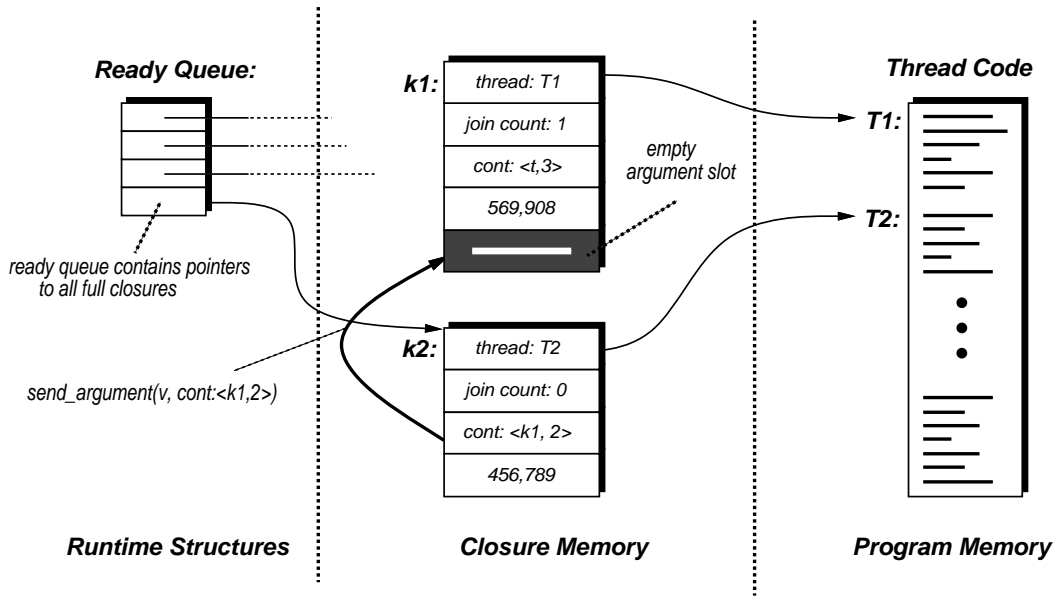 Ready Queue:
ready queue contains pointers
to all full closures
send_argument(v, cont:<k1,2>)
Runtime Structures
k1:
thread: T1
join count: 1
cont: <t,3>
569,908
empty
argument slot
k2:
thread: T2
join count: 0
cont: <k1, 2>
456,789
Closure Memory
Thread Code
T1:
T2:
Program Memory